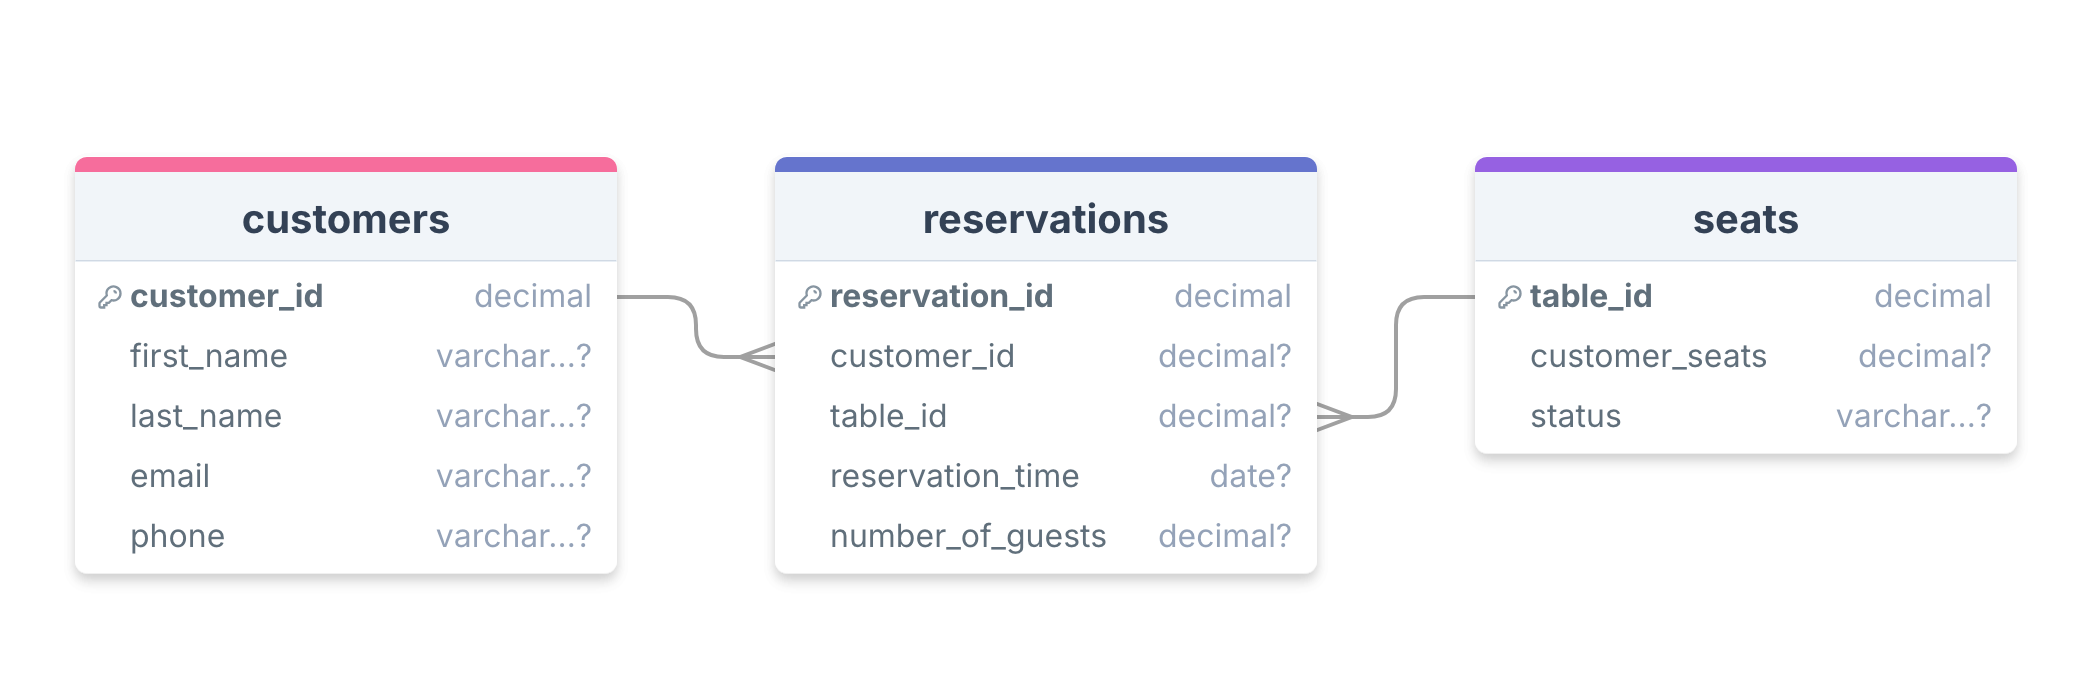 customers
customer_id decimal
first_name varchar...?
last_name varchar...?
email varchar...?
phone varchar...?
reservations
reservation_id decimal
customer_id decimal?
table_id decimal?
reservation_time date?
number_of_guests decimal?
seats
table_id decimal
customer_seats decimal?
status varchar...?